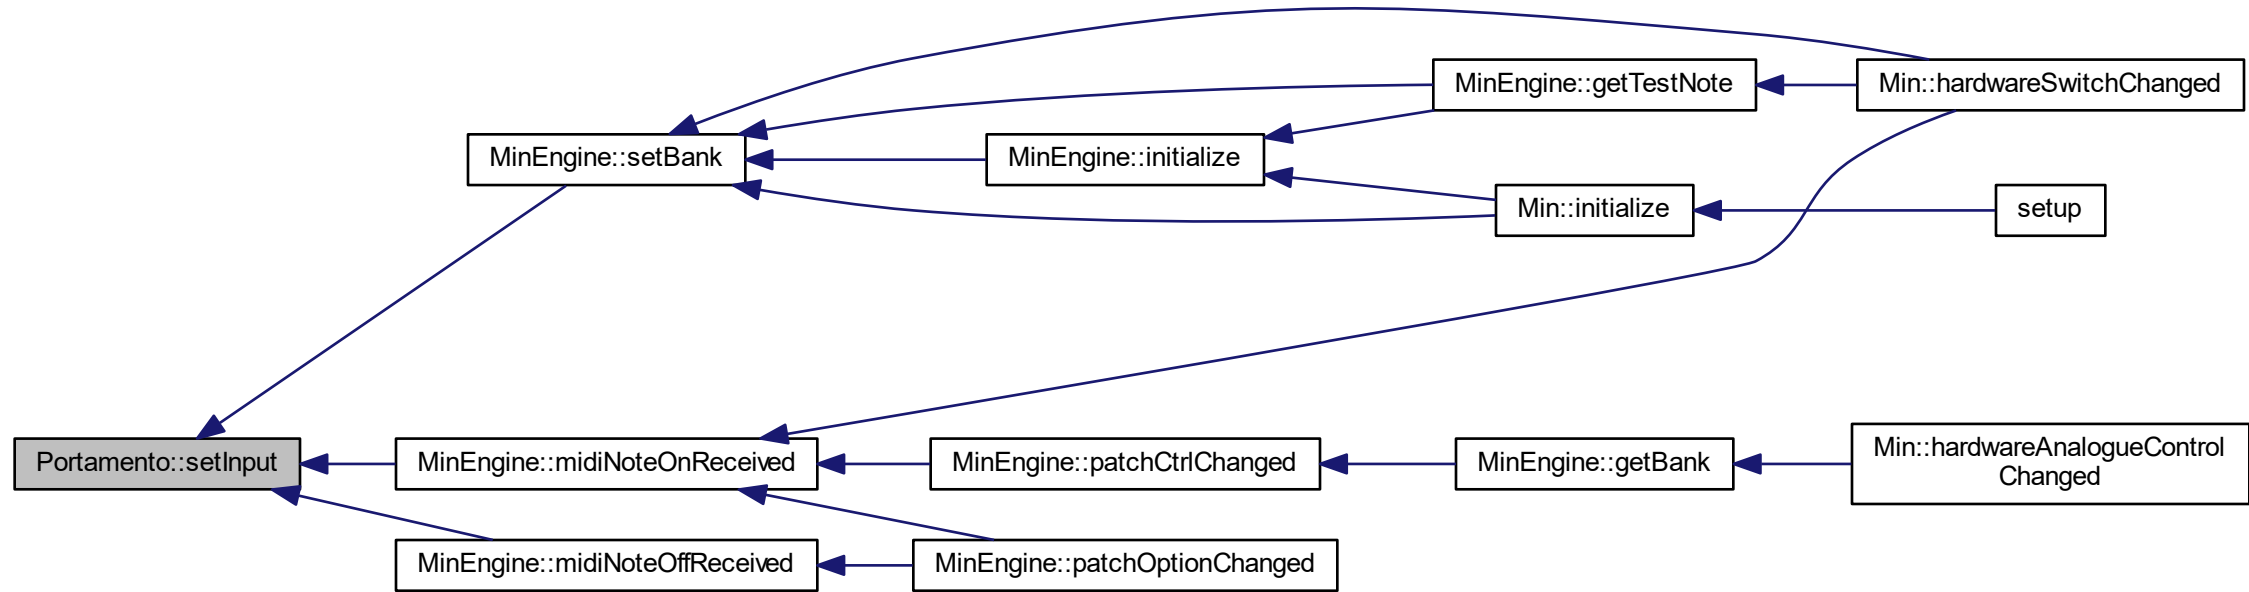 MinEngine::getTestNote
Min::hardwareSwitchChanged
MinEngine::setBank
MinEngine::initialize
Min::initialize
setup
Portamento::setInput
MinEngine::midiNoteOnReceived
MinEngine::patchCtrlChanged
MinEngine::getBank
Min::hardwareAnalogueControl
Changed
MinEngine::midiNoteOffReceived
MinEngine::patchOptionChanged